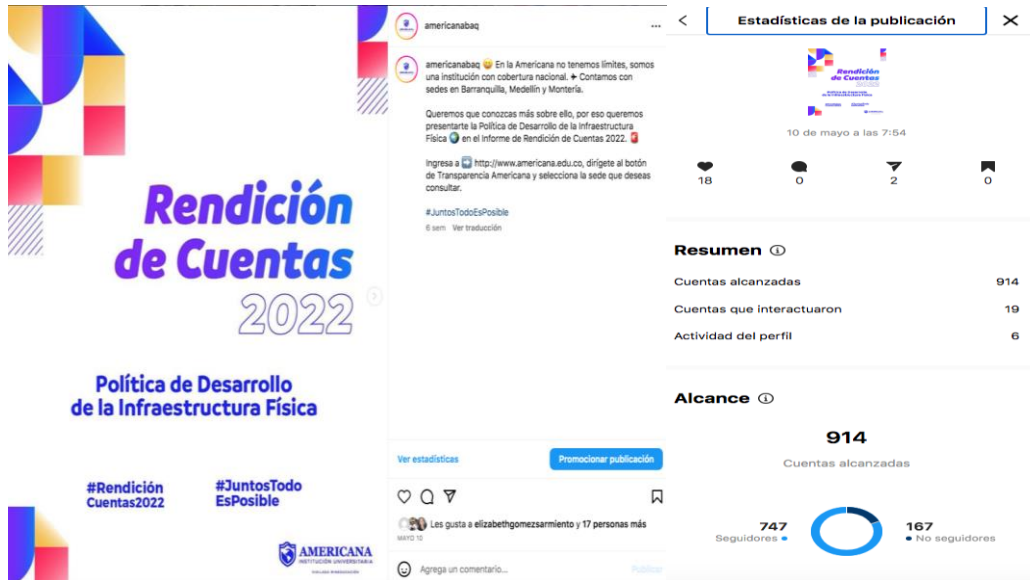 Rendición
de Cuentas
2022
Política de Desarrollo
de la Infraestructura Física
#Rendición
Cuentas2022
#JuntosTodo
EsPosible
AMERICANA
INSTITUCIÓN UNIVERSITARIA
americanabaq
americanabaq 😄 En la Americana no tenemos límites, somos
una institución con cobertura nacional. Contamos con
sedes en Barranquilla, Medellín y Montería.
Queremos que conozcas más sobre ello, por eso queremos
presentarte la Política de Desarrollo de la Infraestructura
Física 🌎 en el Informe de Rendición de Cuentas 2022. 🚨
Ingresa a ➡️ http://www.americana.edu.co, dirígete al botón
de Transparencia Americana y selecciona la sede que deseas
consultar.
#JuntosTodoEsPosible
6 sem Ver traducción
Ver estadísticas
Promocionar publicación
Les gusta a elizabethgomezsarmiento y 17 personas más
MAYO 10
Agrega un comentario...
Publicar
Estadísticas de la publicación
Rendición
de Cuentas
2022
10 de mayo a las 7:54
18 0 2 0
Resumen
Cuentas alcanzadas 914
Cuentas que interactuaron 19
Actividad del perfil 6
Alcance
914
Cuentas alcanzadas
747
Seguidores
167
No seguidores